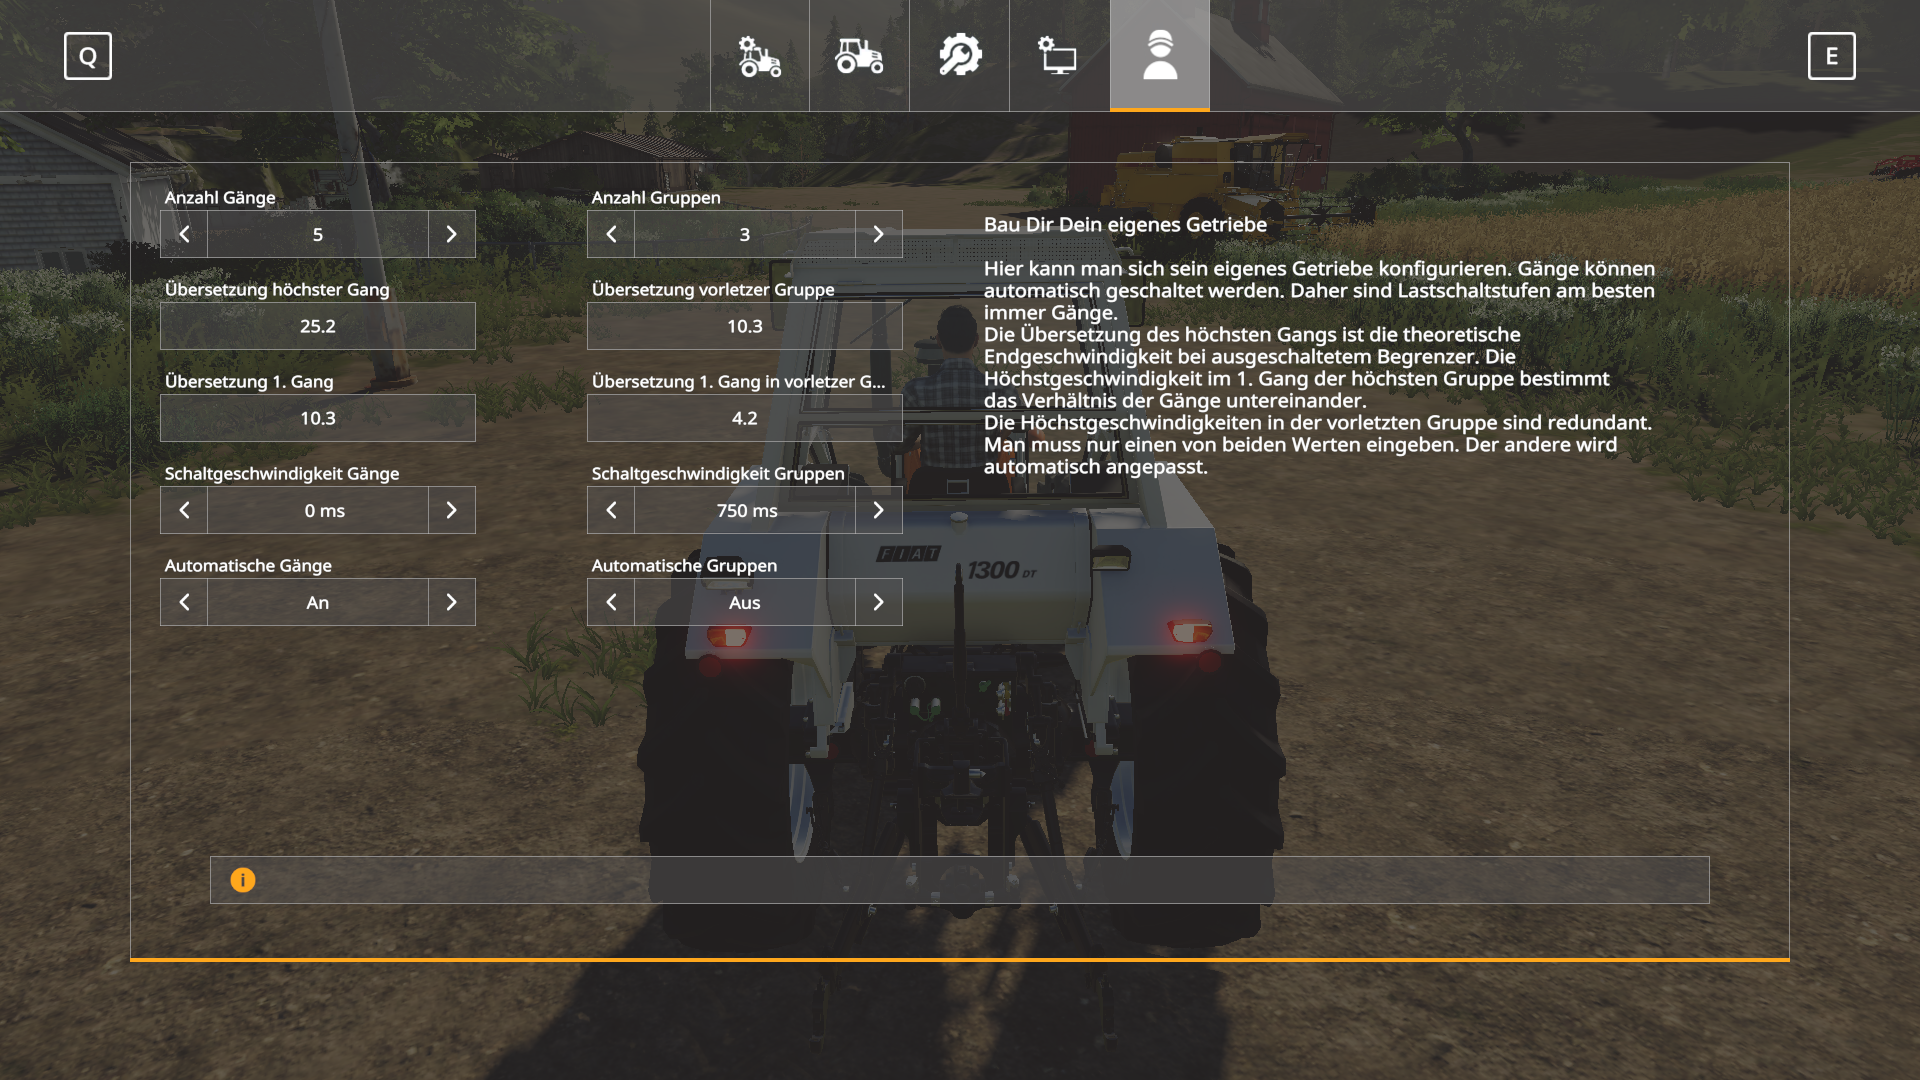 Q
E
Anzahl Gänge
5
Anzahl Gruppen
3
Übersetzung höchster Gang
25.2
Übersetzung vorletzer Gruppe
10.3
Übersetzung 1. Gang
10.3
Übersetzung 1. Gang in vorletzer G...
4.2
Schaltgeschwindigkeit Gänge
0 ms
Schaltgeschwindigkeit Gruppen
750 ms
Automatische Gänge
An
Automatische Gruppen
Aus
Bau Dir Dein eigenes Getriebe
Hier kann man sich sein eigenes Getriebe konfigurieren. Gänge können
automatisch geschaltet werden. Daher sind Lastschaltstufen am besten
immer Gänge.
Die Übersetzung des höchsten Gangs ist die theoretische
Endgeschwindigkeit bei ausgeschaltetem Begrenzer. Die
Höchstgeschwindigkeit im 1. Gang der höchsten Gruppe bestimmt
das Verhältnis der Gänge untereinander.
Die Höchstgeschwindigkeiten in der vorletzten Gruppe sind redundant.
Man muss nur einen von beiden Werten eingeben. Der andere wird
automatisch angepasst.
FIAT
1300 DT
i